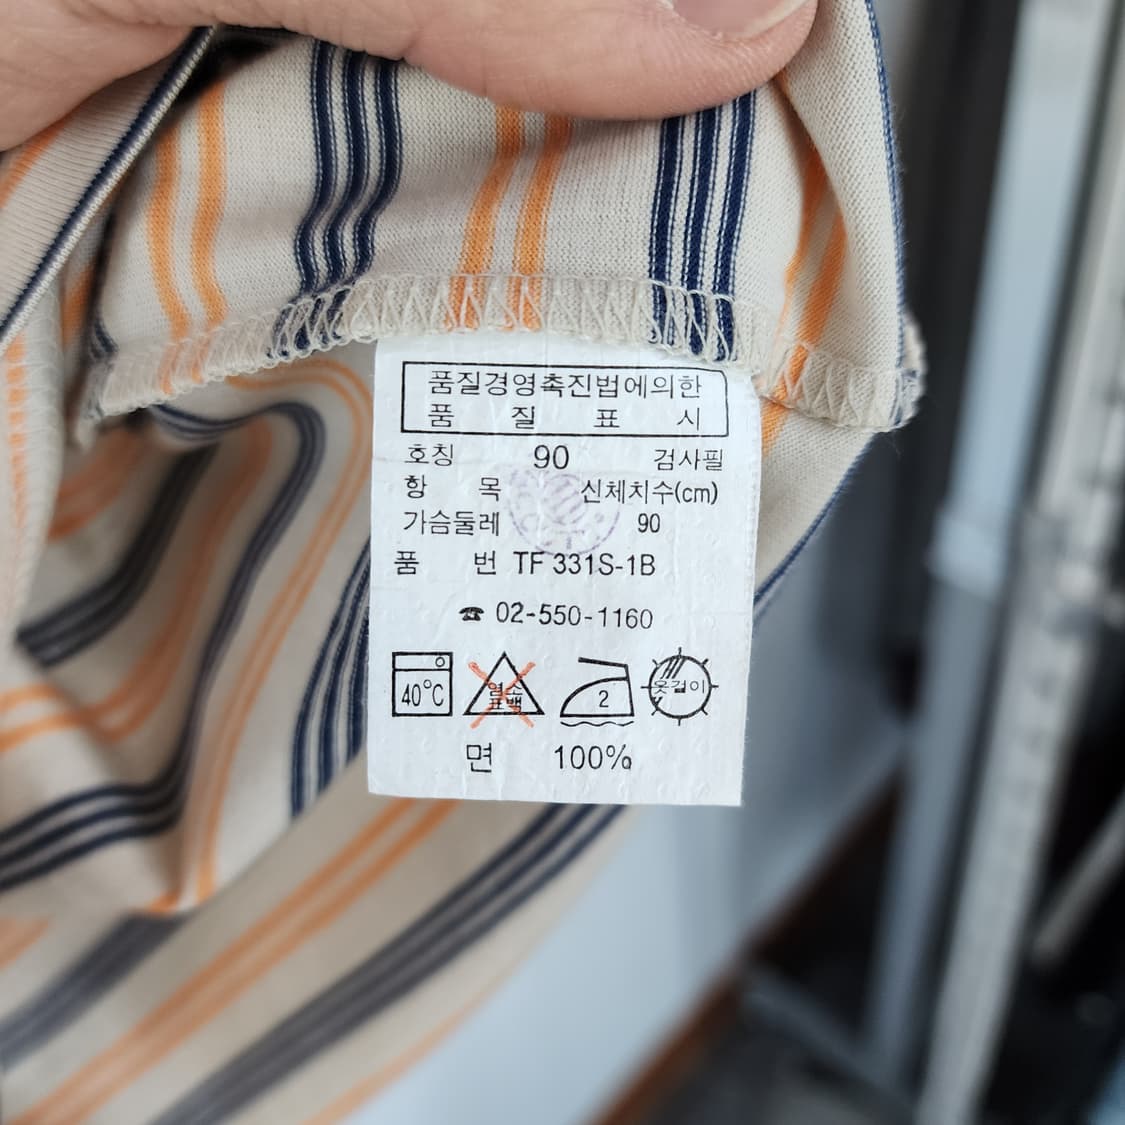 품질경영촉진법에의한
품 질 표 시
호칭 90 검사필
항 목 신체치수(cm)
가슴둘레 90
품 번 TF 331S-1B
☎ 02-550-1160
40°C 염소 표백 2 옷걸이
면 100%